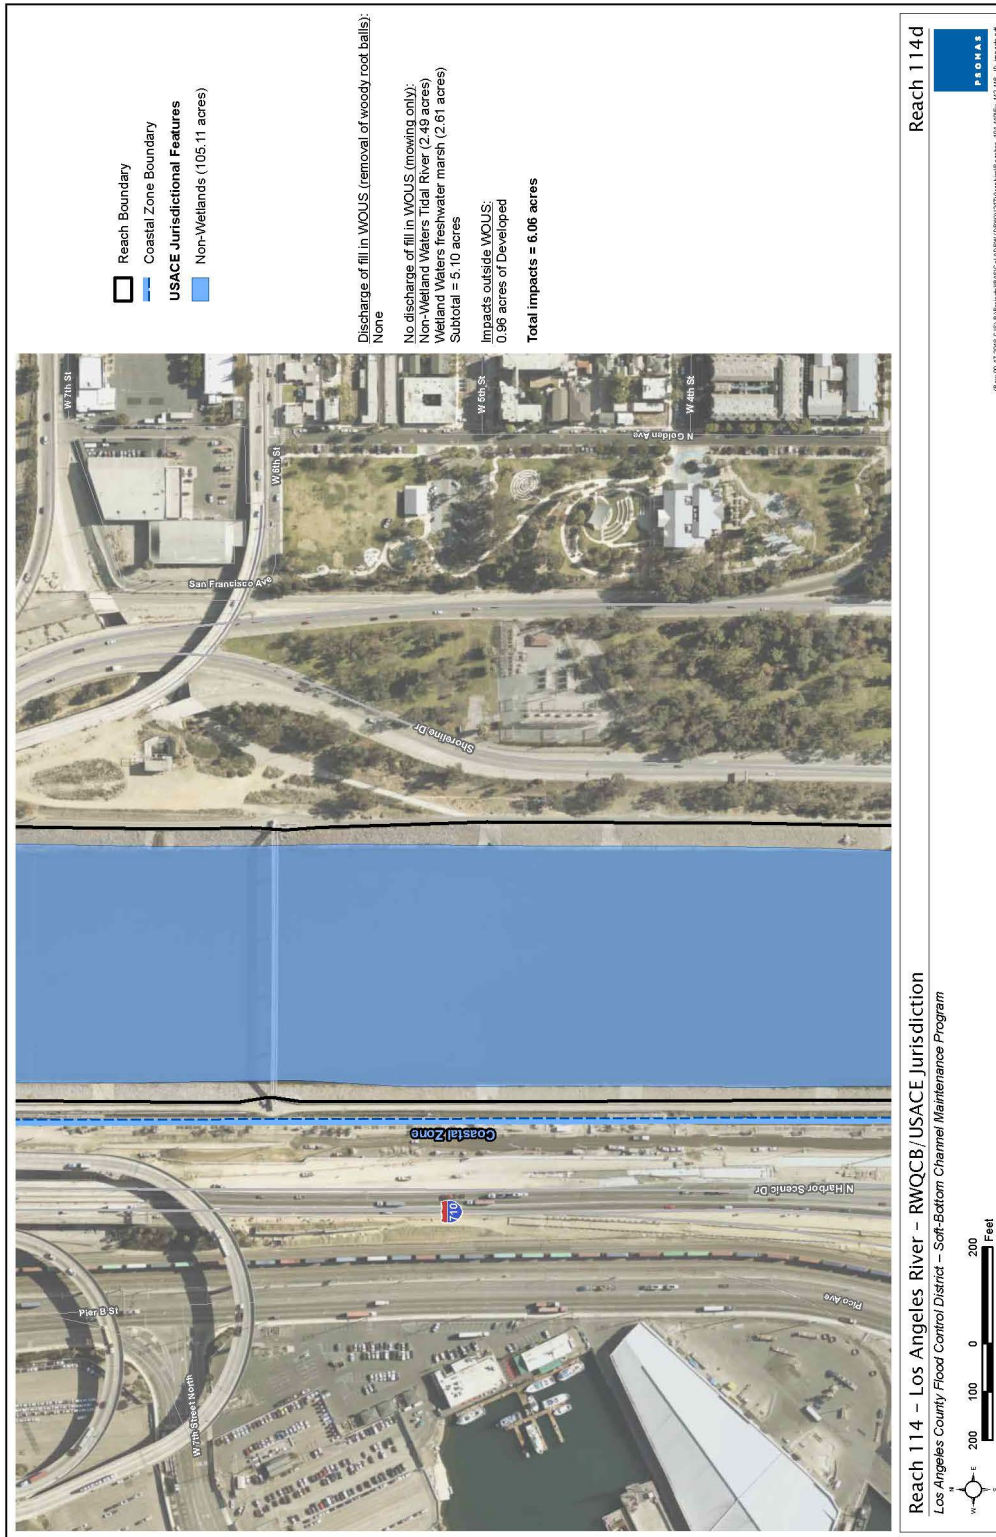 Reach Boundary
Coastal Zone Boundary
USACE Jurisdictional Features
Non-Wetlands (105.11 acres)
Discharge of fill in WOUS (removal of woody root balls):
None
No discharge of fill in WOUS (mowing only):
Non-Wetland Waters Tidal River (2.49 acres)
Wetland Waters freshwater marsh (2.61 acres)
Subtotal = 5.10 acres
Impacts outside WOUS:
0.96 acres of Developed
Total impacts = 6.06 acres
W 7th St
W 6th St
W 5th St
W 4th St
N Golden Ave
San Francisco Ave
Shoreline Dr
Coastal Zone
710
N Harbor Scenic Dr
Pier B St
W 7th Street North
Pico Ave
Reach 114 – Los Angeles River – RWQCB/USACE Jurisdiction
Reach 114d
Los Angeles County Flood Control District – Soft-Bottom Channel Maintenance Program
PSOMAS
N
W
E
S
200 100 0 200
Feet